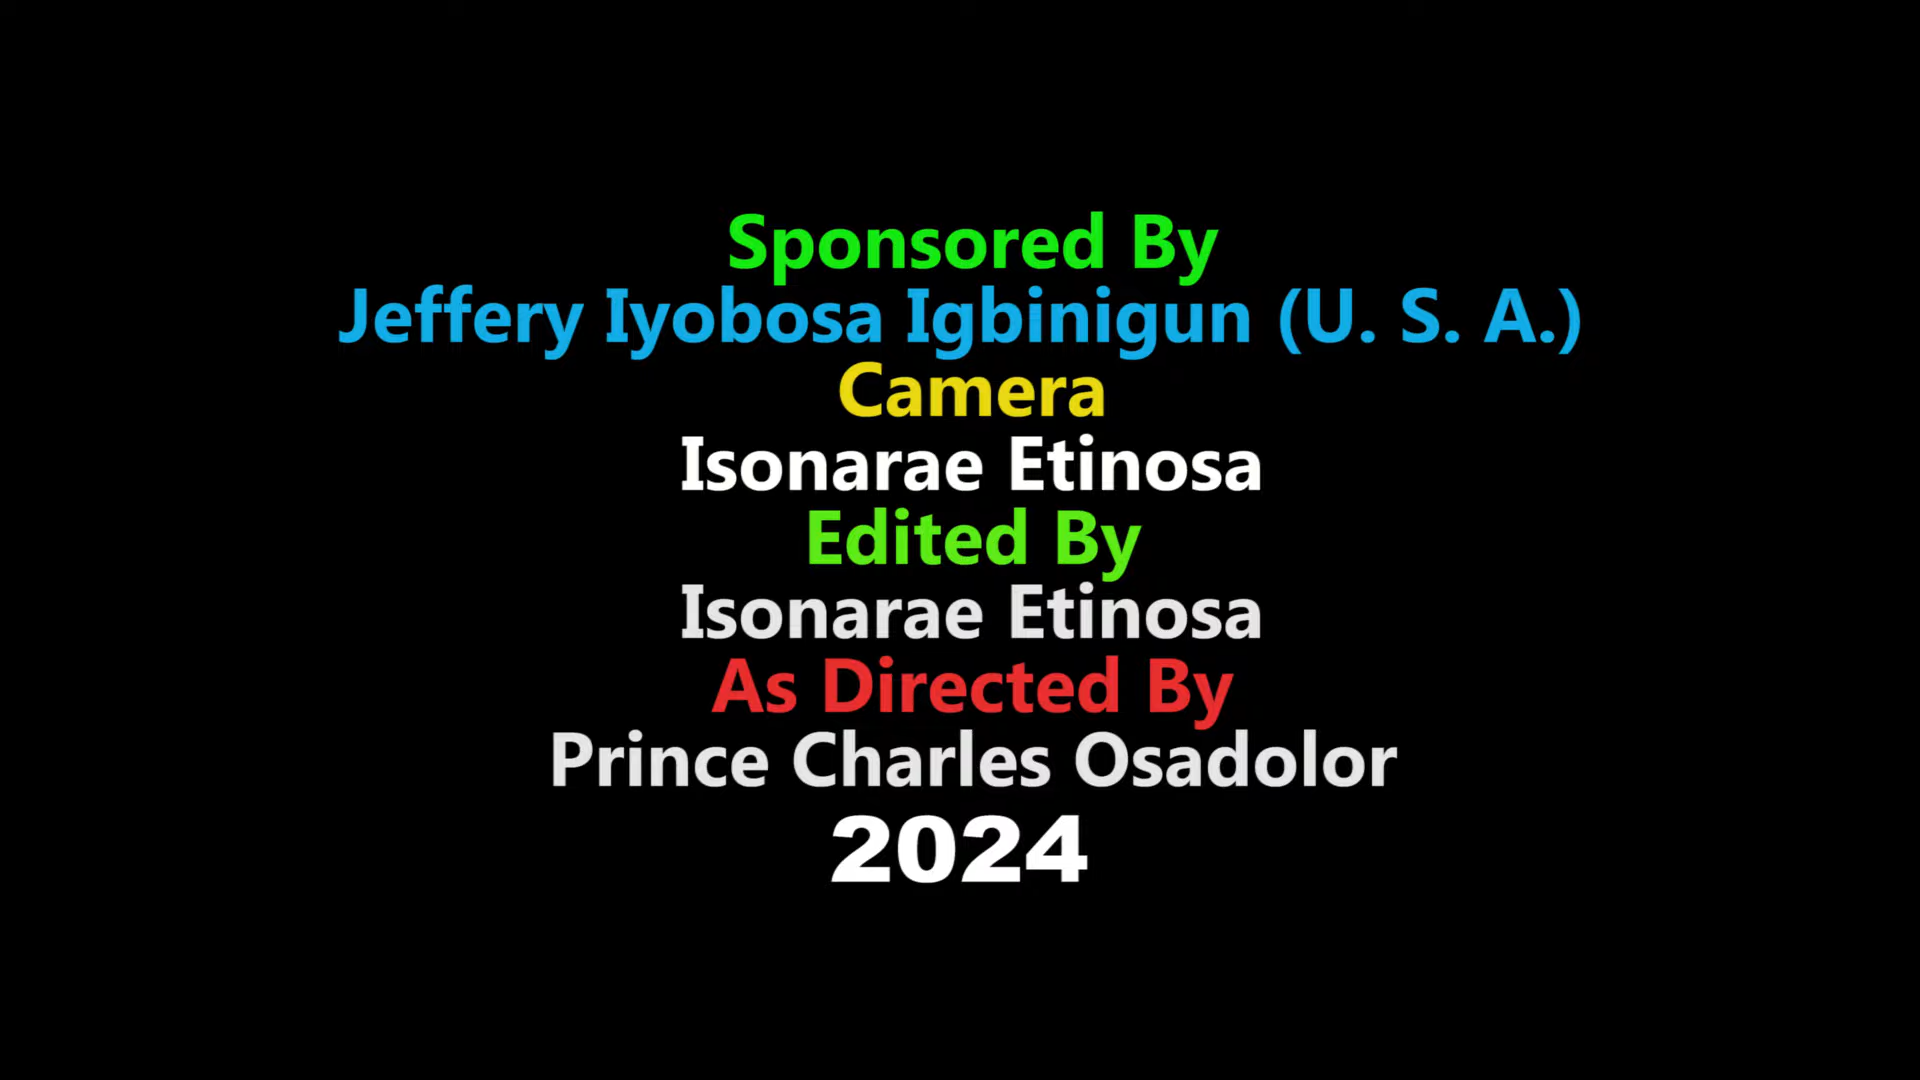 Sponsored By
Jeffery Iyobosa Igbinigun (U. S. A.)
Camera
Isonarae Etinosa
Edited By
Isonarae Etinosa
As Directed By
Prince Charles Osadolor
2024